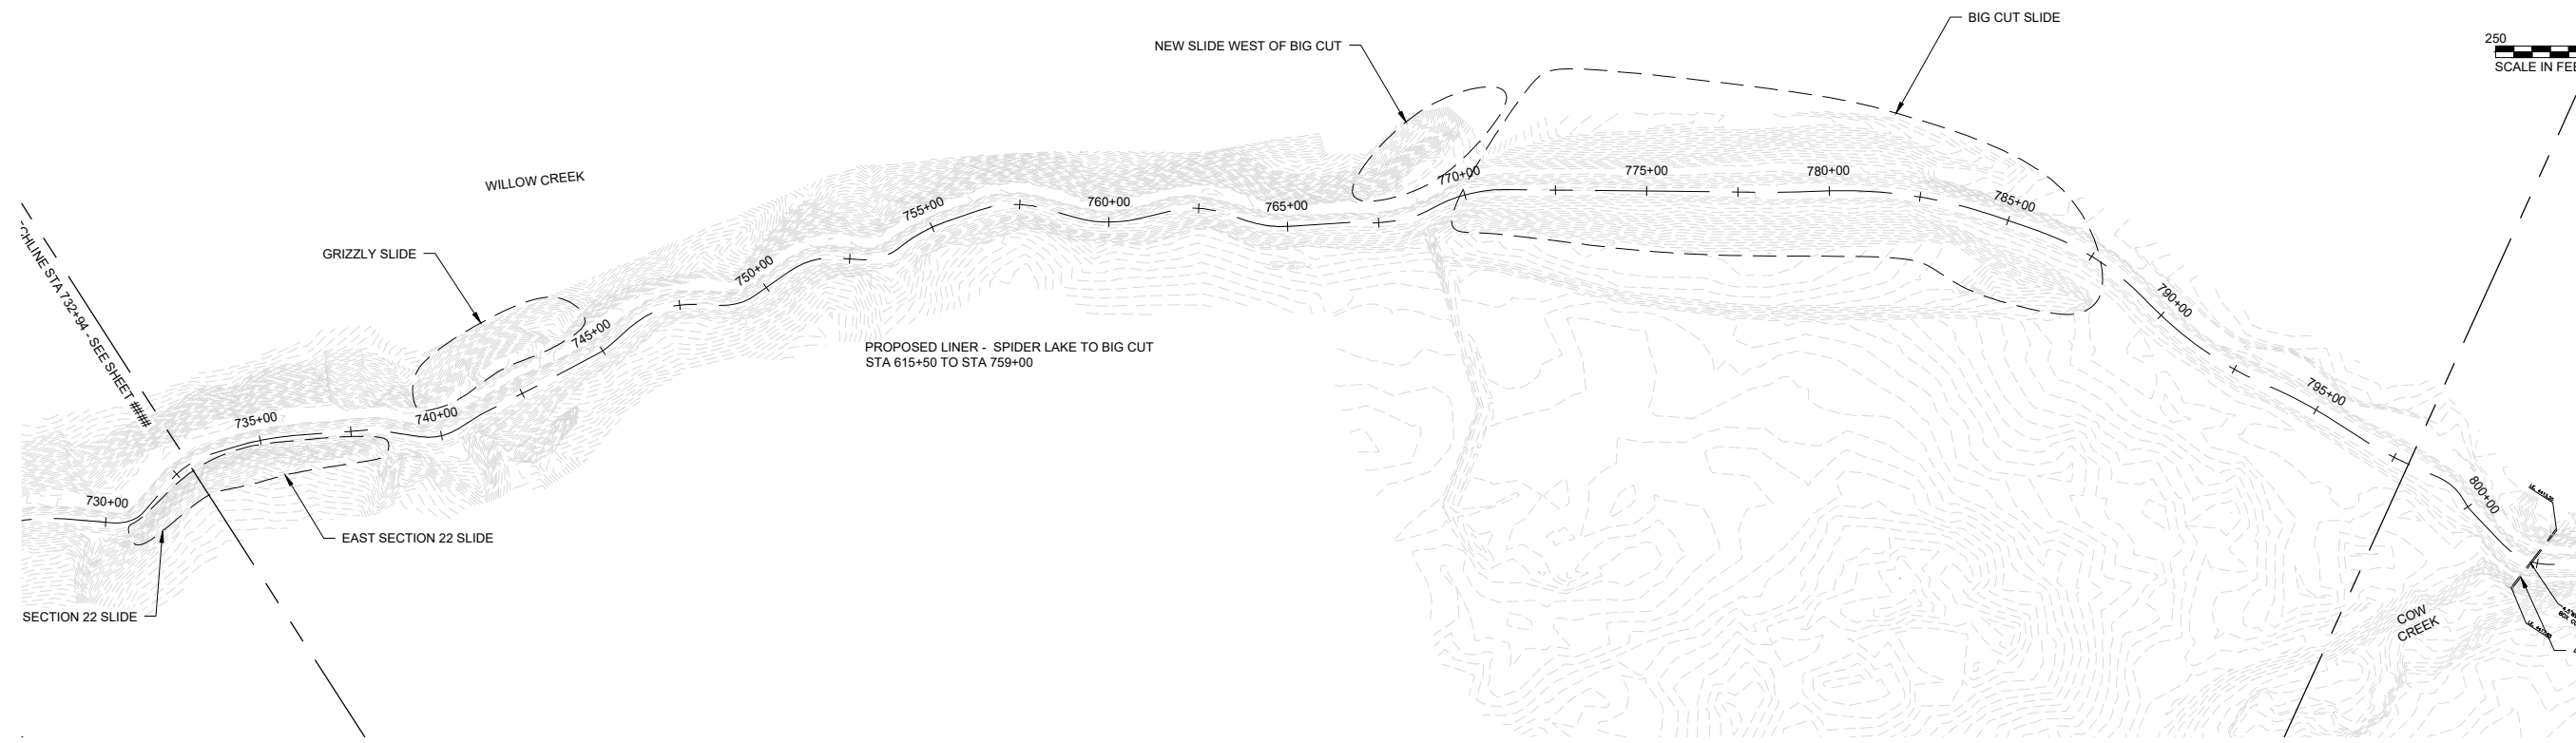 BIG CUT SLIDE
NEW SLIDE WEST OF BIG CUT
250
SCALE IN FEE
WILLOW CREEK
GRIZZLY SLIDE
CHLINE STA 732+94 - SEE SHEET ####
730+00
735+00
740+00
745+00
750+00
755+00
760+00
765+00
770+00
775+00
780+00
785+00
790+00
795+00
800+00
PROPOSED LINER - SPIDER LAKE TO BIG CUT
STA 615+50 TO STA 759+00
EAST SECTION 22 SLIDE
SECTION 22 SLIDE
COW
CREEK